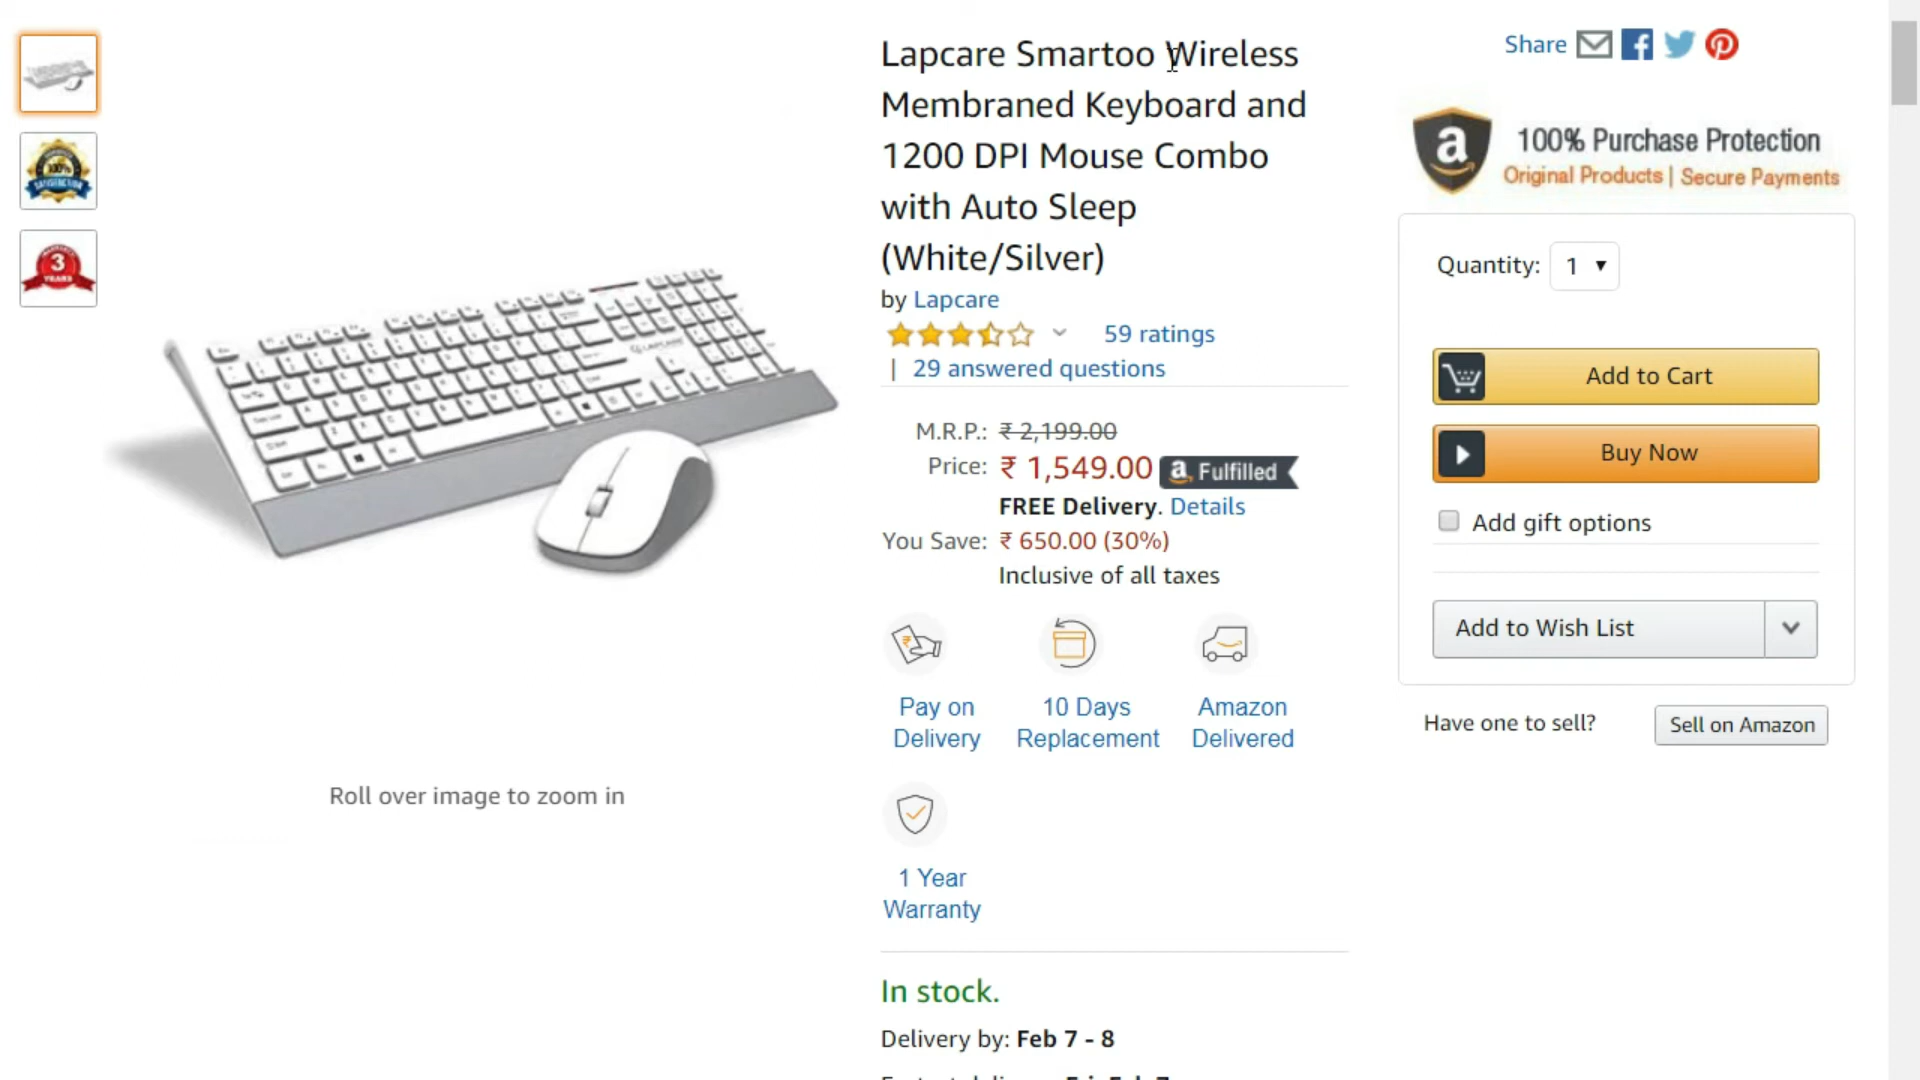 Lapcare Smartoo Wireless
Membraned Keyboard and
1200 DPI Mouse Combo
with Auto Sleep
(White/Silver)
by Lapcare
59 ratings
| 29 answered questions
M.R.P.: ₹ 2,199.00
Price: ₹ 1,549.00 a Fulfilled
FREE Delivery. Details
You Save: ₹ 650.00 (30%)
Inclusive of all taxes
Pay on
Delivery
10 Days
Replacement
Amazon
Delivered
1 Year
Warranty
In stock.
Delivery by: Feb 7 - 8
100%
SATISFACTION
3
YEARS
LAPCARE
Roll over image to zoom in
Share
a
100% Purchase Protection
Original Products | Secure Payments
Quantity: 1
Add to Cart
Buy Now
Add gift options
Add to Wish List
Have one to sell?
Sell on Amazon